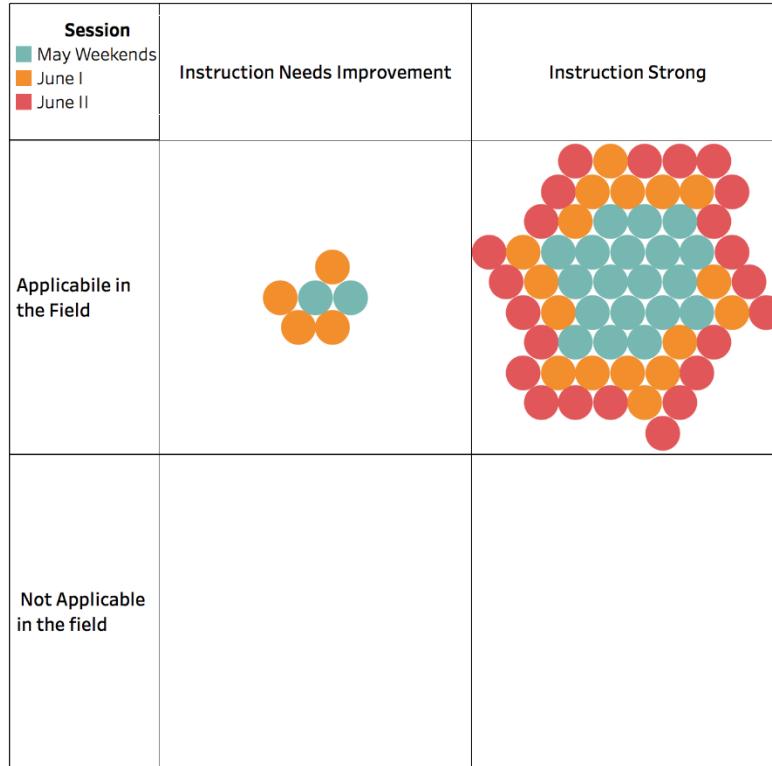 Session
May Weekends
June I
June II
Instruction Needs Improvement
Instruction Strong
Applicabile in
the Field
Not Applicable
in the field